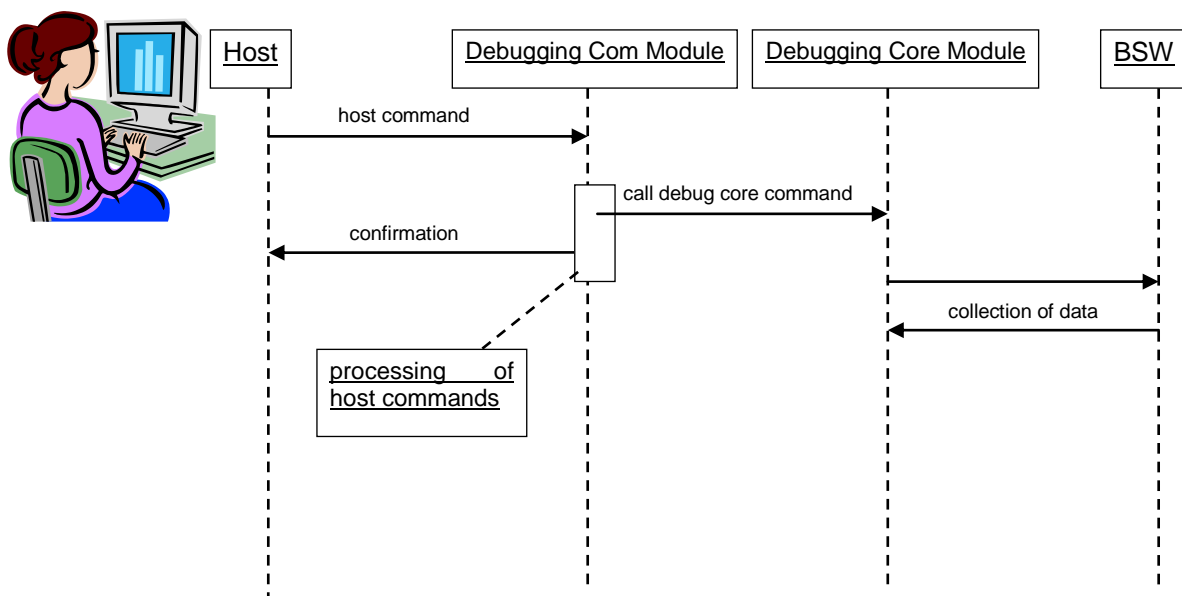 Host
Debugging Com Module
Debugging Core Module
BSW
host command
call debug core command
confirmation
collection of data
processing of
host commands